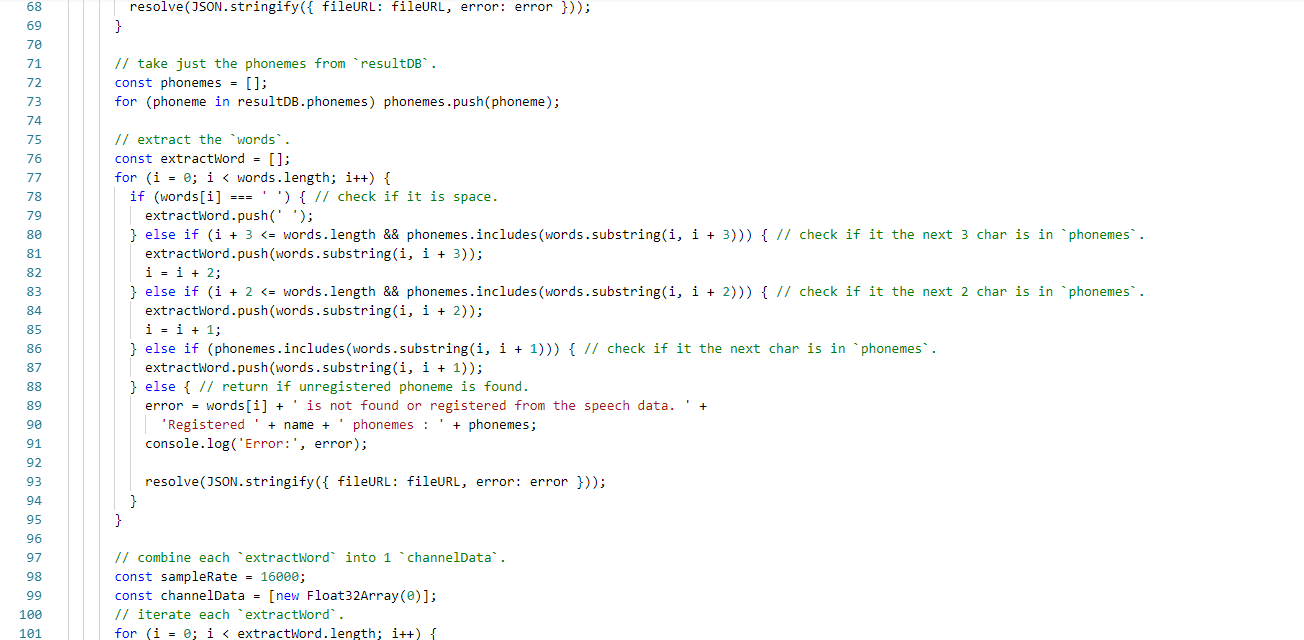 68 resolve(JSON.stringify({ fileURL: fileURL, error: error }));
69 }
70
71 // take just the phonemes from `resultDB`.
72 const phonemes = [];
73 for (phoneme in resultDB.phonemes) phonemes.push(phoneme);
74
75 // extract the `words`.
76 const extractWord = [];
77 for (i = 0; i < words.length; i++) {
78 if (words[i] === ' ') { // check if it is space.
79 extractWord.push(' ');
80 } else if (i + 3 <= words.length && phonemes.includes(words.substring(i, i + 3))) { // check if it the next 3 char is in `phonemes`.
81 extractWord.push(words.substring(i, i + 3));
82 i = i + 2;
83 } else if (i + 2 <= words.length && phonemes.includes(words.substring(i, i + 2))) { // check if it the next 2 char is in `phonemes`.
84 extractWord.push(words.substring(i, i + 2));
85 i = i + 1;
86 } else if (phonemes.includes(words.substring(i, i + 1))) { // check if it the next char is in `phonemes`.
87 extractWord.push(words.substring(i, i + 1));
88 } else { // return if unregistered phoneme is found.
89 error = words[i] + ' is not found or registered from the speech data. ' +
90 'Registered ' + name + ' phonemes : ' + phonemes;
91 console.log('Error:', error);
92
93 resolve(JSON.stringify({ fileURL: fileURL, error: error }));
94 }
95 }
96
97 // combine each `extractWord` into 1 `channelData`.
98 const sampleRate = 16000;
99 const channelData = [new Float32Array(0)];
100 // iterate each `extractWord`.
101 for (i = 0; i < extractWord.length; i++) {